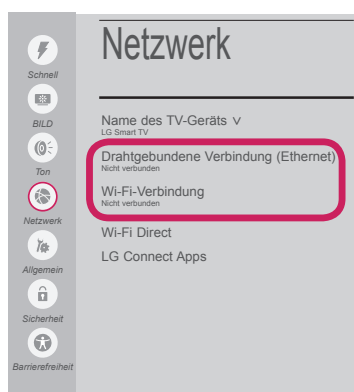 Schnell
BILD
Ton
Netzwerk
Allgemein
Sicherheit
Barrierefreiheit
Netzwerk
Name des TV-Geräts ∨
LG Smart TV
Drahtgebundene Verbindung (Ethernet)
Nicht verbunden
Wi-Fi-Verbindung
Nicht verbunden
Wi-Fi Direct
LG Connect Apps